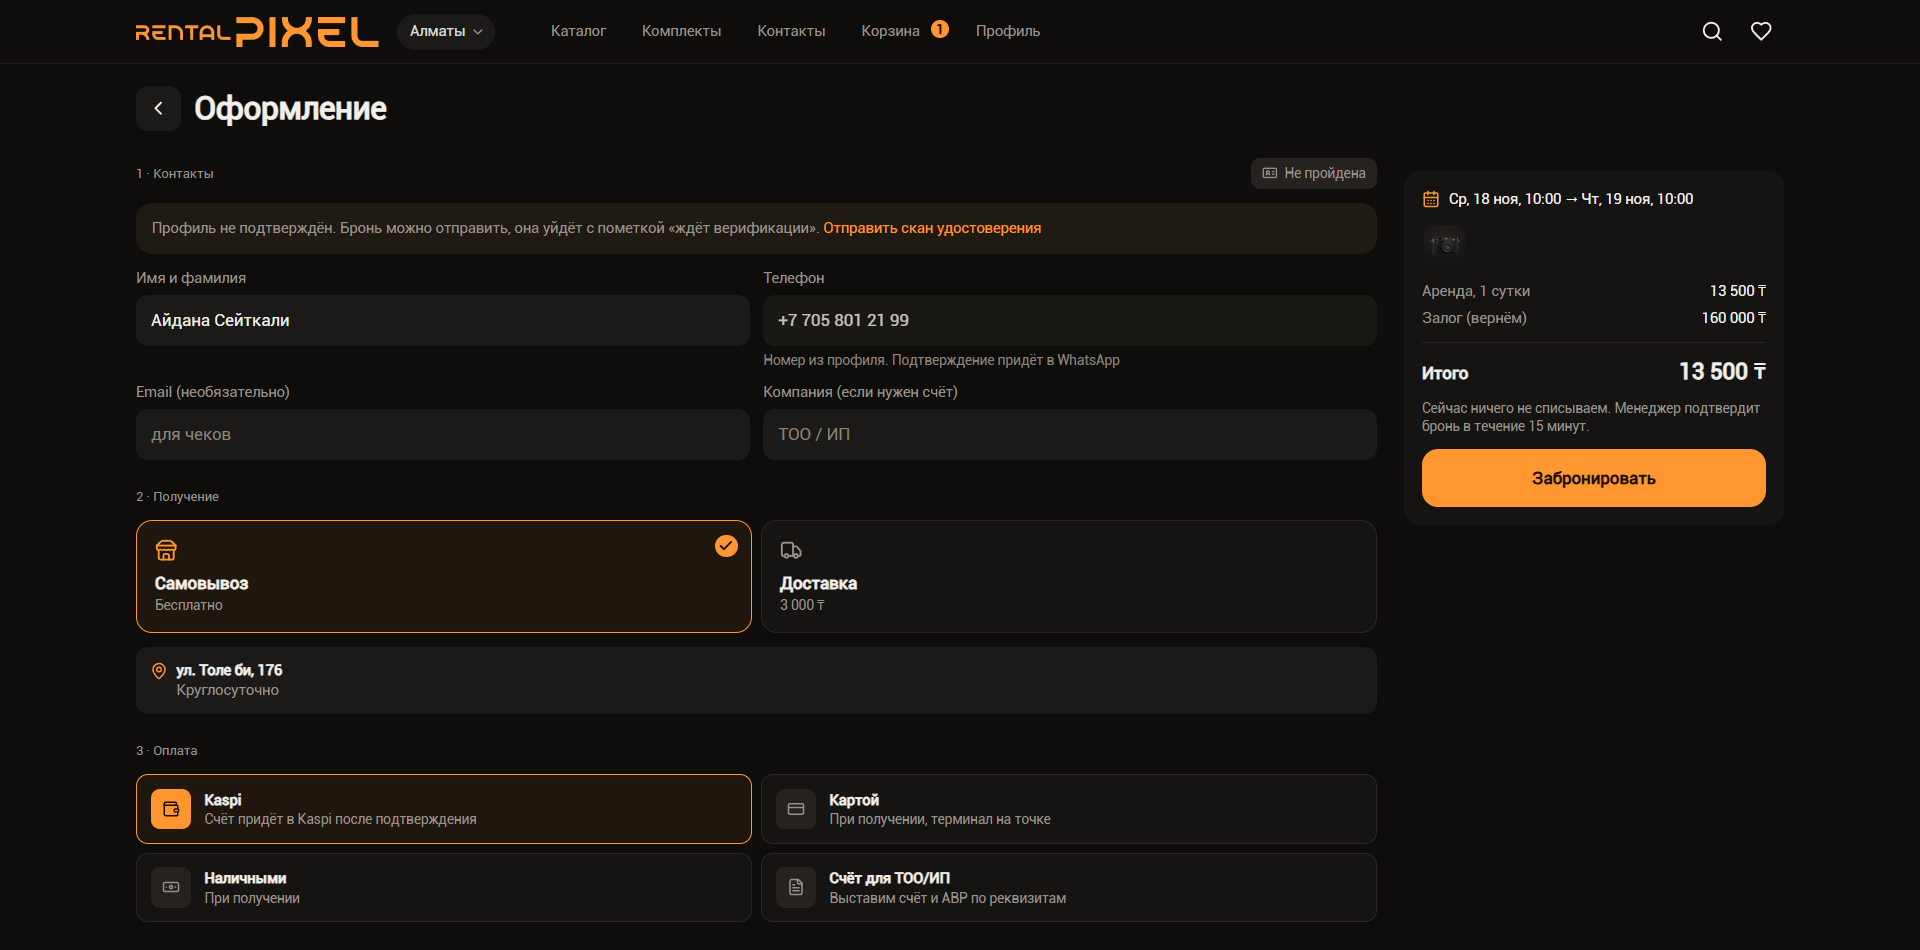 RENTAL PIXEL
Алматы
Каталог
Комплекты
Контакты
Корзина 1
Профиль
Оформление
1 · Контакты
Не пройдена
Профиль не подтверждён. Бронь можно отправить, она уйдёт с пометкой «ждёт верификации». Отправить скан удостоверения
Имя и фамилия
Айдана Сейткали
Телефон
+7 705 801 21 99
Номер из профиля. Подтверждение придёт в WhatsApp
Email (необязательно)
для чеков
Компания (если нужен счёт)
ТОО / ИП
2 · Получение
Самовывоз
Бесплатно
Доставка
3 000 ₸
ул. Толе би, 176
Круглосуточно
3 · Оплата
Kaspi
Счёт придёт в Kaspi после подтверждения
Картой
При получении, терминал на точке
Наличными
При получении
Счёт для ТОО/ИП
Выставим счёт и АВР по реквизитам
Ср, 18 ноя, 10:00 → Чт, 19 ноя, 10:00
Аренда, 1 сутки 13 500 ₸
Залог (вернём) 160 000 ₸
Итого 13 500 ₸
Сейчас ничего не списываем. Менеджер подтвердит
бронь в течение 15 минут.
Забронировать